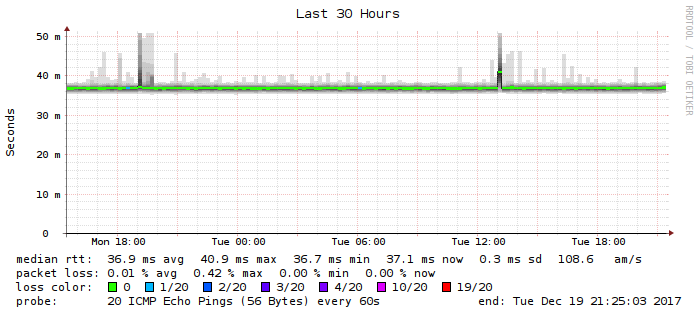 Last 30 Hours
RRDTOOL / TOBI OETIKER
Seconds
50 m
40 m
30 m
20 m
10 m
0
Mon 18:00 Tue 00:00 Tue 06:00 Tue 12:00 Tue 18:00
median rtt: 36.9 ms avg 40.9 ms max 36.7 ms min 37.1 ms now 0.3 ms sd 108.6 am/s
packet loss: 0.01 % avg 0.42 % max 0.00 % min 0.00 % now
loss color: 0 1/20 2/20 3/20 4/20 10/20 19/20
probe: 20 ICMP Echo Pings (56 Bytes) every 60s end: Tue Dec 19 21:25:03 2017